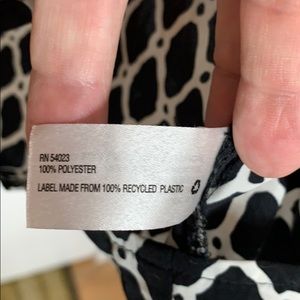 RN 54023
100% POLYESTER
LABEL MADE FROM 100% RECYCLED PLASTIC